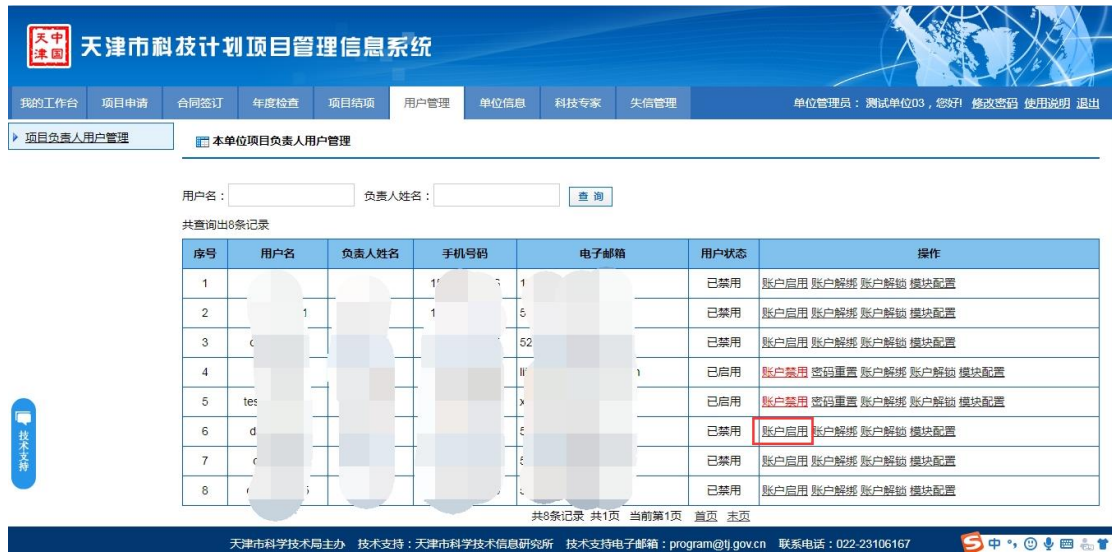 天中
津国
天津市科技计划项目管理信息系统
我的工作台 项目申请 合同签订 年度检查 项目结项 用户管理 单位信息 科技专家 失信管理 单位管理员：测试单位03，您好! 修改密码 使用说明 退出
项目负责人用户管理
本单位项目负责人用户管理
用户名： 负责人姓名： 查 询
共查询出8条记录
序号 用户名 负责人姓名 手机号码 电子邮箱 用户状态 操作
1 1 已禁用 账户启用 账户解绑 账户解锁 模块配置
2 1 1 5 已禁用 账户启用 账户解绑 账户解锁 模块配置
3 52 已禁用 账户启用 账户解绑 账户解锁 模块配置
4 已启用 账户禁用 密码重置 账户解绑 账户解锁 模块配置
5 tes x 已启用 账户禁用 密码重置 账户解绑 账户解锁 模块配置
6 d 已禁用 账户启用 账户解绑 账户解锁 模块配置
7 已禁用 账户启用 账户解绑 账户解锁 模块配置
8 已禁用 账户启用 账户解绑 账户解锁 模块配置
共8条记录 共1页 当前第1页 首页 末页
技术支持
天津市科学技术局主办 技术支持：天津市科学技术信息研究所 技术支持电子邮箱：program@tj.gov.cn 联系电话：022-23106167
S 中